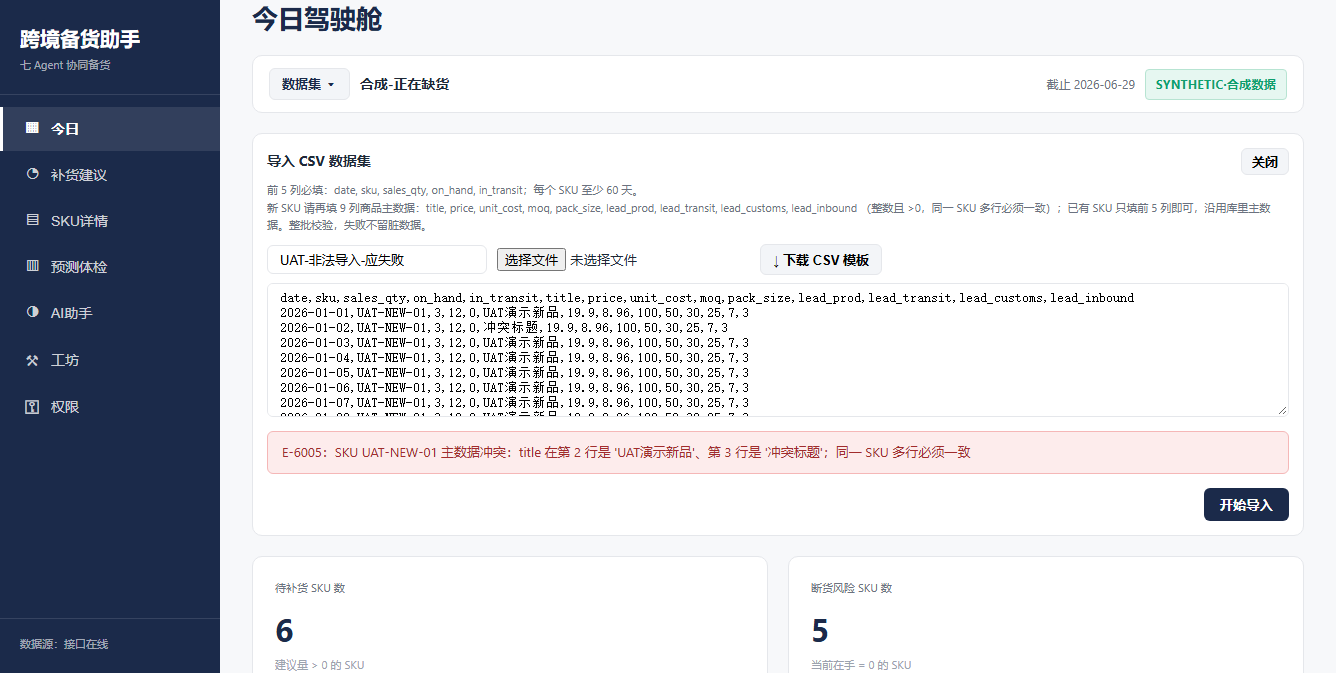 跨境备货助手
七 Agent 协同备货
今日
补货建议
SKU详情
预测体检
AI助手
工坊
权限
数据源：接口在线
今日驾驶舱
数据集
合成-正在缺货
截止 2026-06-29
SYNTHETIC·合成数据
导入 CSV 数据集
关闭
前 5 列必填：date, sku, sales_qty, on_hand, in_transit；每个 SKU 至少 60 天。
新 SKU 请再填 9 列商品主数据：title, price, unit_cost, moq, pack_size, lead_prod, lead_transit, lead_customs, lead_inbound （整数且 >0，同一 SKU 多行必须一致）；已有 SKU 只填前 5 列即可，沿用库里主数
据。整批校验，失败不留脏数据。
UAT-非法导入-应失败
选择文件 未选择文件
↓下载 CSV 模板
date,sku,sales_qty,on_hand,in_transit,title,price,unit_cost,moq,pack_size,lead_prod,lead_transit,lead_customs,lead_inbound
2026-01-01,UAT-NEW-01,3,12,0,UAT演示新品,19.9,8.96,100,50,30,25,7,3
2026-01-02,UAT-NEW-01,3,12,0,冲突标题,19.9,8.96,100,50,30,25,7,3
2026-01-03,UAT-NEW-01,3,12,0,UAT演示新品,19.9,8.96,100,50,30,25,7,3
2026-01-04,UAT-NEW-01,3,12,0,UAT演示新品,19.9,8.96,100,50,30,25,7,3
2026-01-05,UAT-NEW-01,3,12,0,UAT演示新品,19.9,8.96,100,50,30,25,7,3
2026-01-06,UAT-NEW-01,3,12,0,UAT演示新品,19.9,8.96,100,50,30,25,7,3
2026-01-07,UAT-NEW-01,3,12,0,UAT演示新品,19.9,8.96,100,50,30,25,7,3
E-6005：SKU UAT-NEW-01 主数据冲突：title 在第 2 行是 'UAT演示新品'、第 3 行是 '冲突标题'；同一 SKU 多行必须一致
开始导入
待补货 SKU 数
6
建议量 > 0 的 SKU
断货风险 SKU 数
5
当前在手 = 0 的 SKU